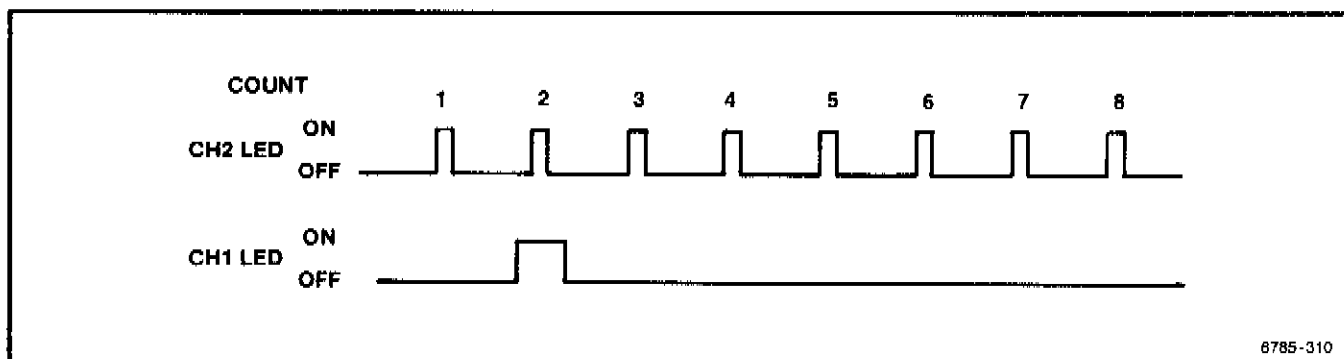 COUNT
1 2 3 4 5 6 7 8
CH2 LED
ON
OFF
CH1 LED
ON
OFF
6785-310